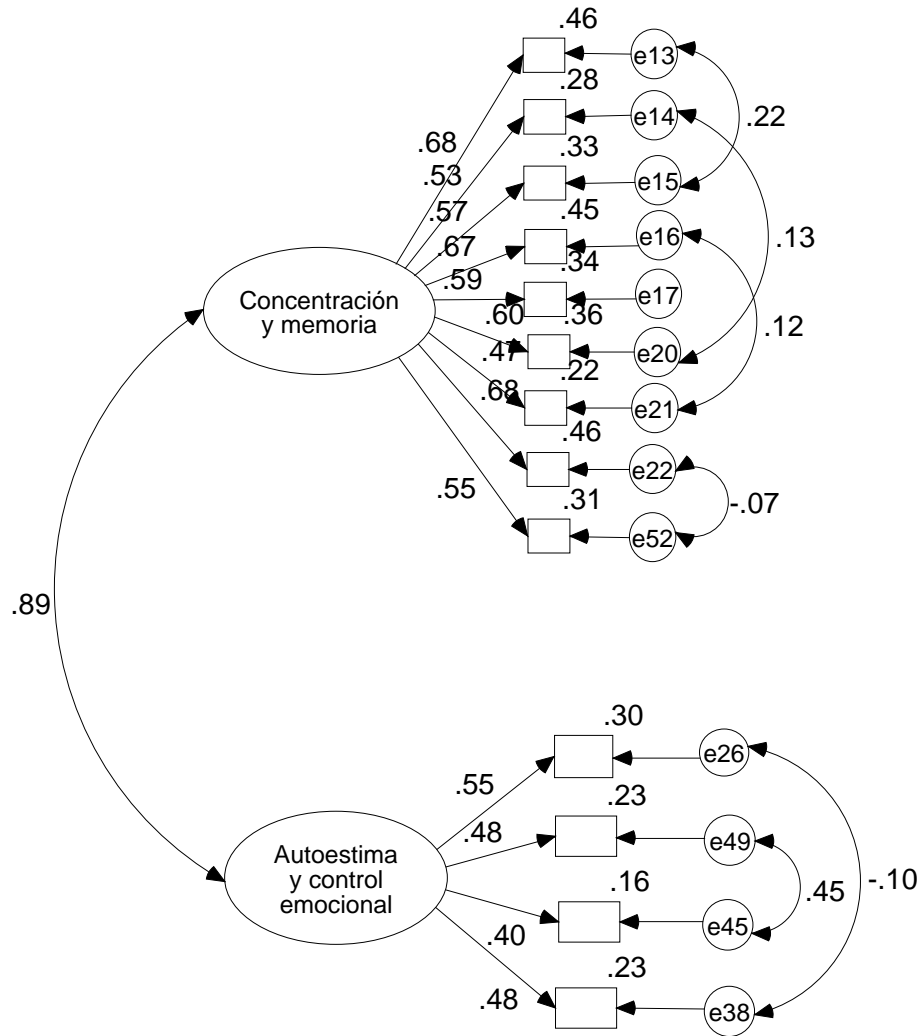 .46
e13
.28
e14
.22
.68
.33
.53
e15
.57
.45
e16
.13
.67
.34
.59
e17
Concentración
y memoria
.60
.36
.12
.47
e20
.22
.68
e21
.46
e22
.55
.31
-.07
e52
.89
.30
e26
.55
.23
.48
e49
Autoestima
y control
emocional
.16
.45
-.10
e45
.40
.23
.48
e38